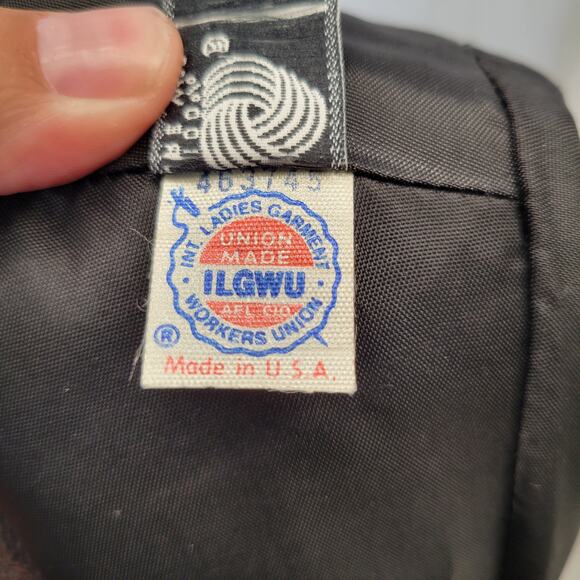 463745
INT. LADIES GARMENT
UNION
MADE
ILGWU
AFL CIO
WORKERS UNION
®
Made in U.S.A.